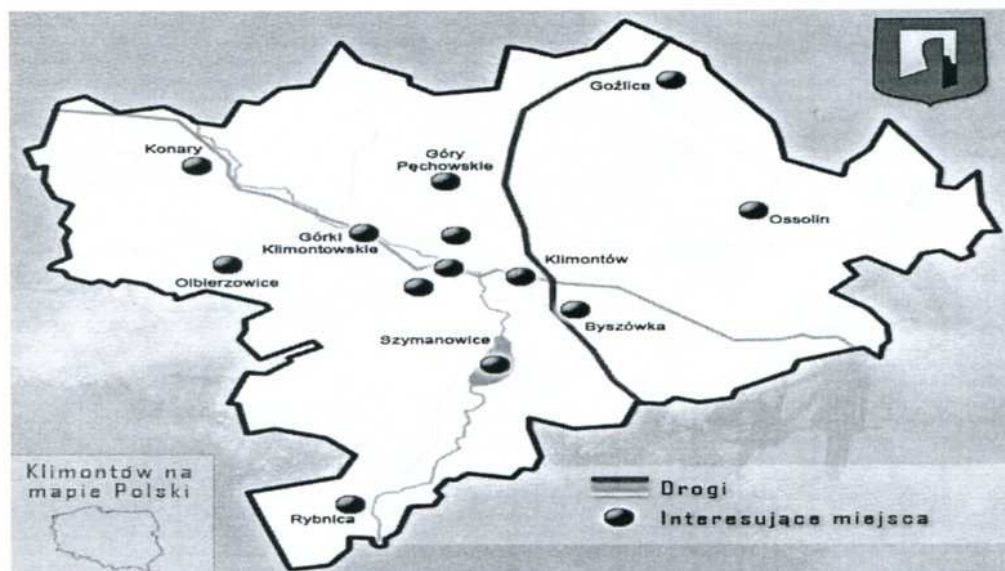 Goźlice
Konary
Góry
Pęchowskie
Ossolin
Górki
Klimontowskie
Klimontów
Olbierzowice
Byszówka
Szymanowice
Klimontów na
mapie Polski
Drogi
Rybnica
Interesujące miejsca